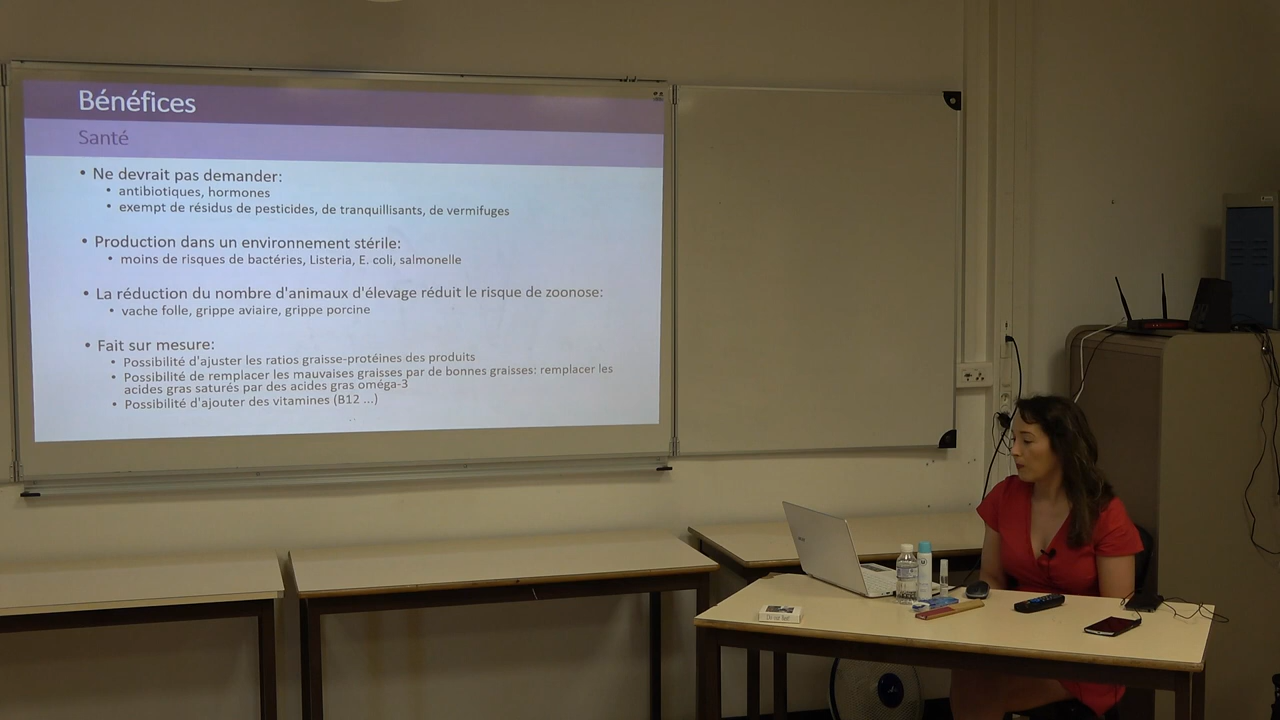 Bénéfices
Santé
• Ne devrait pas demander:
• antibiotiques, hormones
• exempt de résidus de pesticides, de tranquillisants, de vermifuges
• Production dans un environnement stérile:
• moins de risques de bactéries, Listeria, E. coli, salmonelle
• La réduction du nombre d'animaux d'élevage réduit le risque de zoonose:
• vache folle, grippe aviaire, grippe porcine
• Fait sur mesure:
• Possibilité d'ajuster les ratios graisse-protéines des produits
• Possibilité de remplacer les mauvaises graisses par de bonnes graisses: remplacer les
acides gras saturés par des acides gras oméga-3
• Possibilité d'ajouter des vitamines (B12 ...)